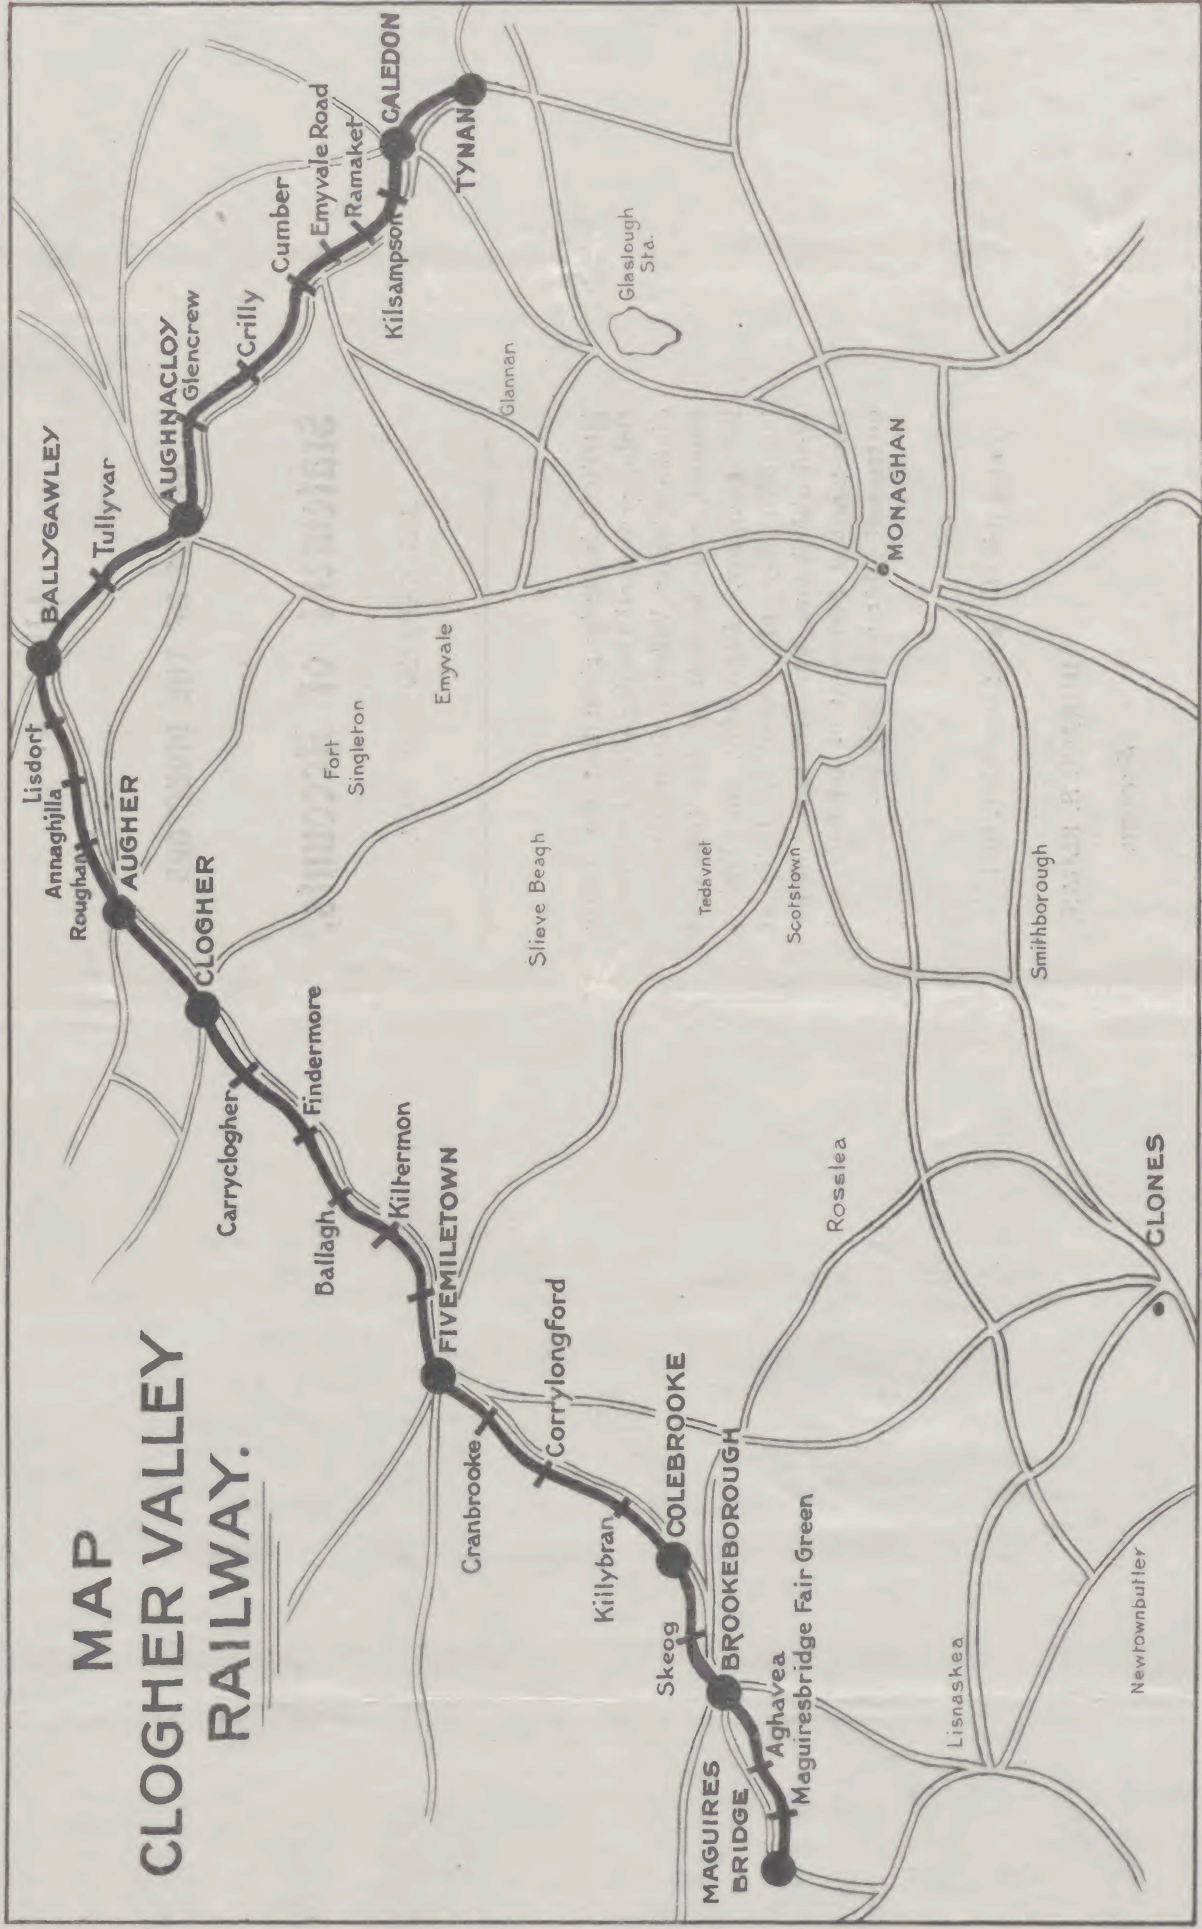 MAP
CLOGHER VALLEY
RAILWAY.
MAGUIRES
BRIDGE
Maguiresbridge Fair Green
Aghavea
BROOKEBOROUGH
Skeog
COLEBROOKE
Killybran
Corrylongford
Cranbrooke
FIVEMILETOWN
Kiltermon
Ballagh
Findermore
Carryclogher
CLOGHER
AUGHER
Roughan
Annaghilla
Lisdort
BALLYGAWLEY
Tullyvar
AUGHNACLOY
Glencrew
Crilly
Cumber
Emyvale Road
Ramaket
Kilsampson
CALEDON
TYNAN
Glaslough
Sta.
Glannan
Emyvale
Fort
Singleton
Slieve Beagh
Tedavnet
Scotstown
MONAGHAN
Smithborough
Rosslea
CLONES
Lisnaskea
Newtownbutler